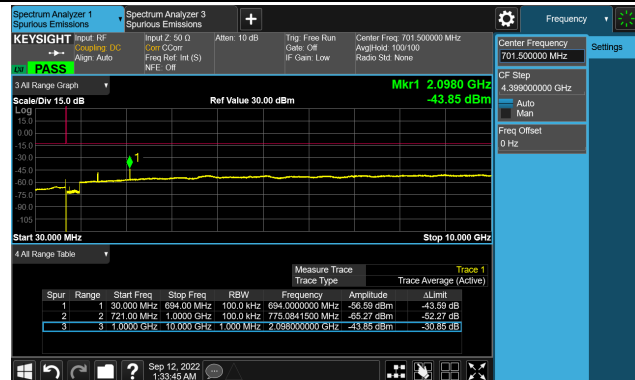 Spectrum Analyzer 1
Spurious Emissions
Spectrum Analyzer 3
Spurious Emissions
Frequency
KEYSIGHT Input: RF
Coupling: DC
Align: Auto
Input Z: 50 Ω
Corr CCorr
Freq Ref: Int (S)
NFE: Off
Atten: 10 dB
Trig: Free Run
Gate: Off
IF Gain: Low
Center Freq: 701.500000 MHz
Avg|Hold: 100/100
Radio Std: None
PASS
Center Frequency
701.500000 MHz
Settings
CF Step
4.399000000 GHz
Auto
Man
Freq Offset
0 Hz
3 All Range Graph
Mkr1 2.0980 GHz
Scale/Div 15.0 dB
Ref Value 30.00 dBm
-43.85 dBm
Log
15.0
0.00
-15.0
-30.0
-45.0
-60.0
-75.0
-90.0
-105
1
Start 30.000 MHz
Stop 10.000 GHz
4 All Range Table
Measure Trace Trace 1
Trace Type Trace Average (Active)
Spur Range Start Freq Stop Freq RBW Frequency Amplitude ΔLimit
1 1 30.000 MHz 694.00 MHz 100.0 kHz 694.0000000 MHz -56.59 dBm -43.59 dB
2 2 721.00 MHz 1.0000 GHz 100.0 kHz 775.0841500 MHz -65.27 dBm -52.27 dB
3 3 1.0000 GHz 10.000 GHz 1.000 MHz 2.098000000 GHz -43.85 dBm -30.85 dB
Sep 12, 2022
1:33:45 AM